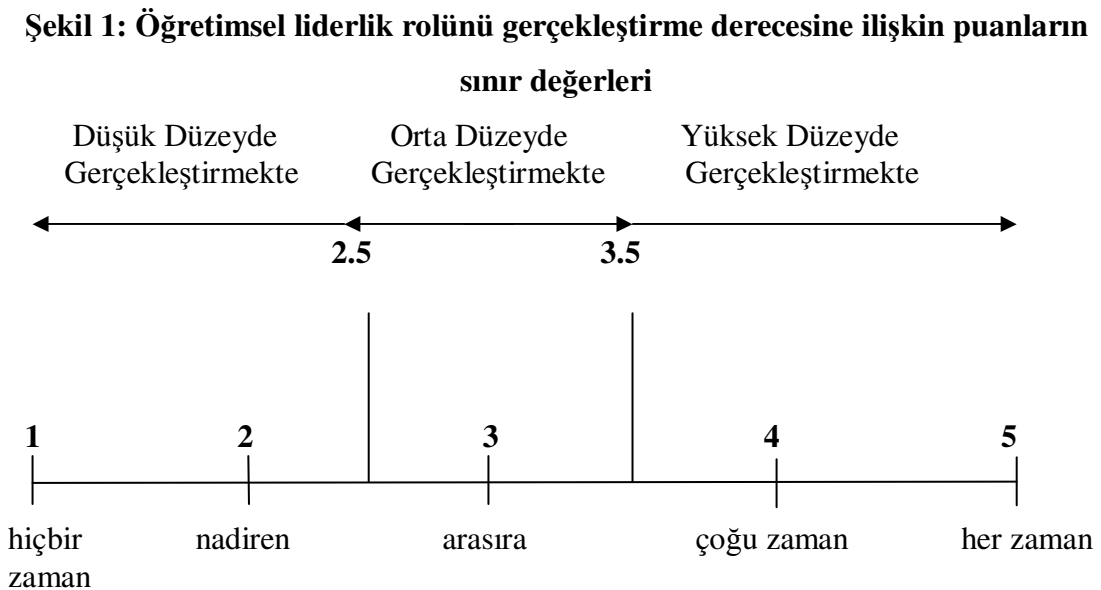 Şekil 1: Öğretimsel liderlik rolünü gerçekleştirme derecesine ilişkin puanların
sınır değerleri
Düşük Düzeyde
Gerçekleştirmekte
Orta Düzeyde
Gerçekleştirmekte
Yüksek Düzeyde
Gerçekleştirmekte
2.5
3.5
1
2
3
4
5
hiçbir
zaman
nadiren
arasıra
çoğu zaman
her zaman